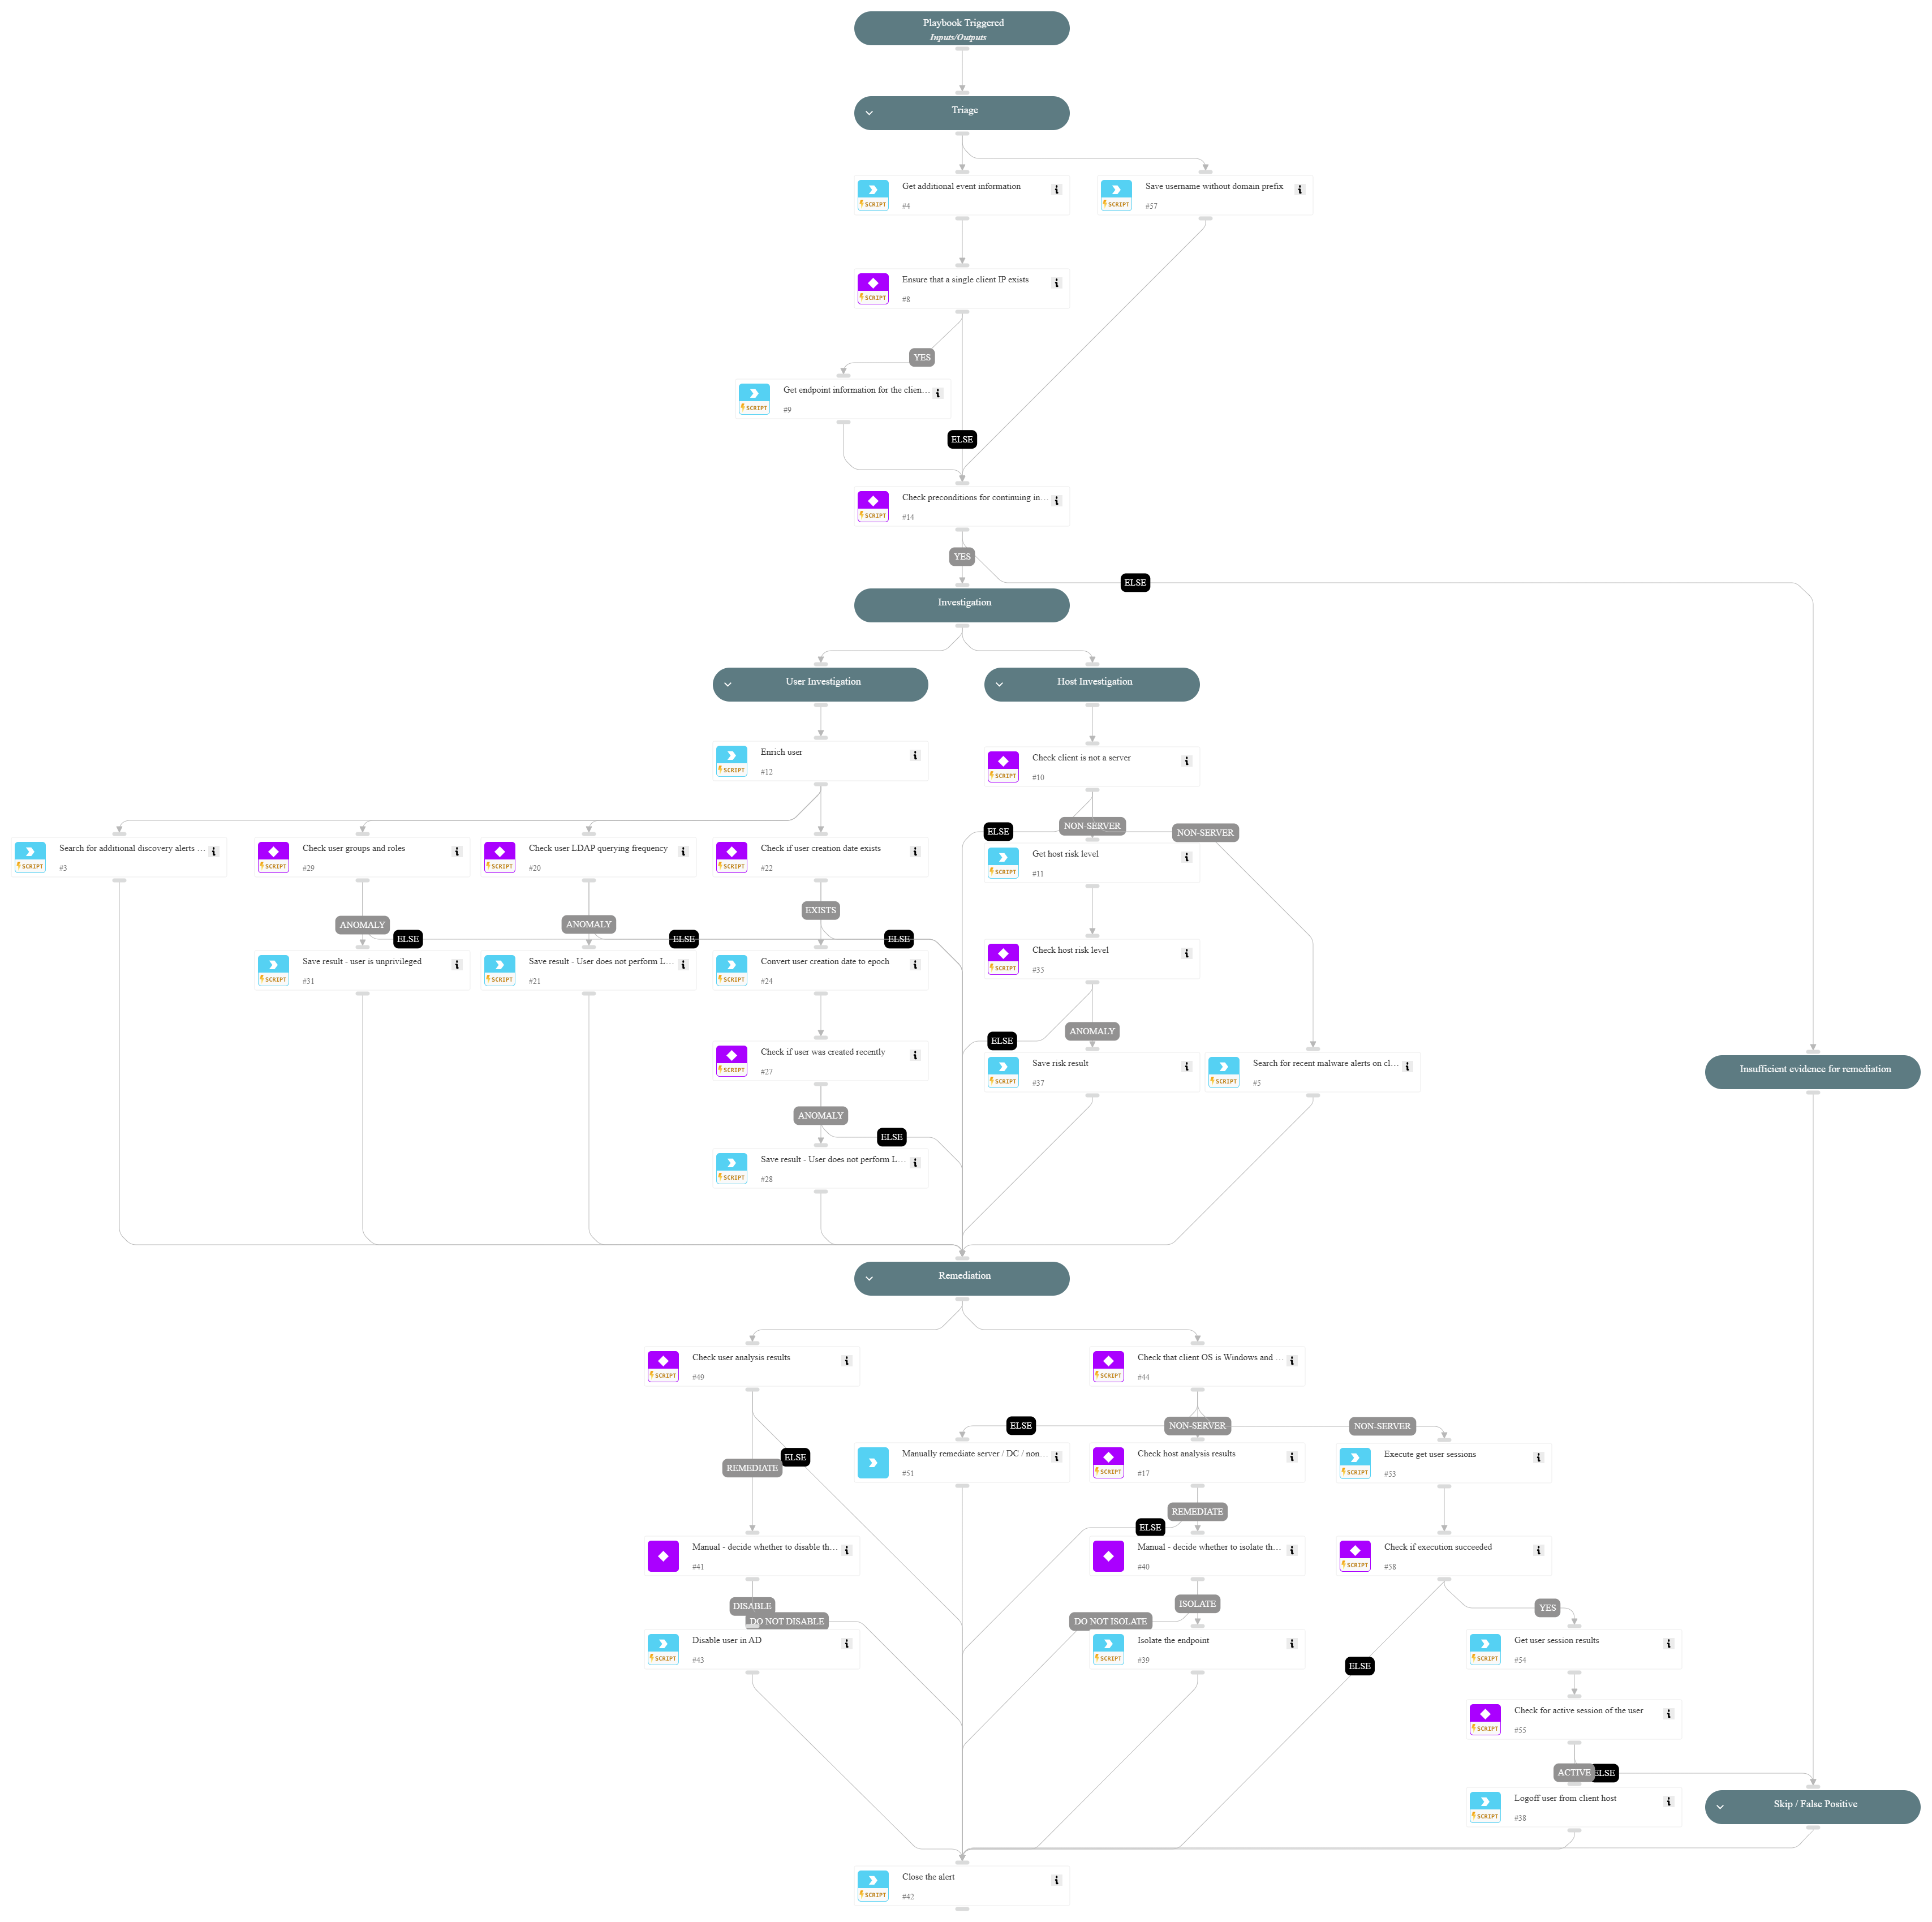 Playbook Triggered
Inputs/Outputs
Triage
Get additional event information
SCRIPT
#4
Save username without domain prefix
SCRIPT
#57
Ensure that a single client IP exists
SCRIPT
#8
YES
Get endpoint information for the clien…
SCRIPT
#9
ELSE
Check preconditions for continuing in…
SCRIPT
#14
YES
ELSE
Investigation
User Investigation
Host Investigation
Enrich user
SCRIPT
#12
Check client is not a server
SCRIPT
#10
ELSE
NON-SERVER
NON-SERVER
Search for additional discovery alerts …
SCRIPT
#3
Check user groups and roles
SCRIPT
#29
Check user LDAP querying frequency
SCRIPT
#20
Check if user creation date exists
SCRIPT
#22
Get host risk level
SCRIPT
#11
ANOMALY
ELSE
ANOMALY
ELSE
EXISTS
ELSE
Save result - user is unprivileged
SCRIPT
#31
Save result - User does not perform L…
SCRIPT
#21
Convert user creation date to epoch
SCRIPT
#24
Check host risk level
SCRIPT
#35
ELSE
ANOMALY
Check if user was created recently
SCRIPT
#27
Save risk result
SCRIPT
#37
Search for recent malware alerts on cl…
SCRIPT
#5
Insufficient evidence for remediation
ANOMALY
ELSE
Save result - User does not perform L…
SCRIPT
#28
Remediation
Check user analysis results
SCRIPT
#49
Check that client OS is Windows and …
SCRIPT
#44
ELSE
NON-SERVER
NON-SERVER
REMEDIATE
ELSE
Manually remediate server / DC / non…
#51
Check host analysis results
SCRIPT
#17
Execute get user sessions
SCRIPT
#53
REMEDIATE
ELSE
Manual - decide whether to disable th…
#41
Manual - decide whether to isolate th…
#40
Check if execution succeeded
SCRIPT
#58
DISABLE
DO NOT DISABLE
ISOLATE
DO NOT ISOLATE
YES
ELSE
Disable user in AD
SCRIPT
#43
Isolate the endpoint
SCRIPT
#39
Get user session results
SCRIPT
#54
Check for active session of the user
SCRIPT
#55
ACTIVE
ELSE
Logoff user from client host
SCRIPT
#38
Skip / False Positive
Close the alert
SCRIPT
#42